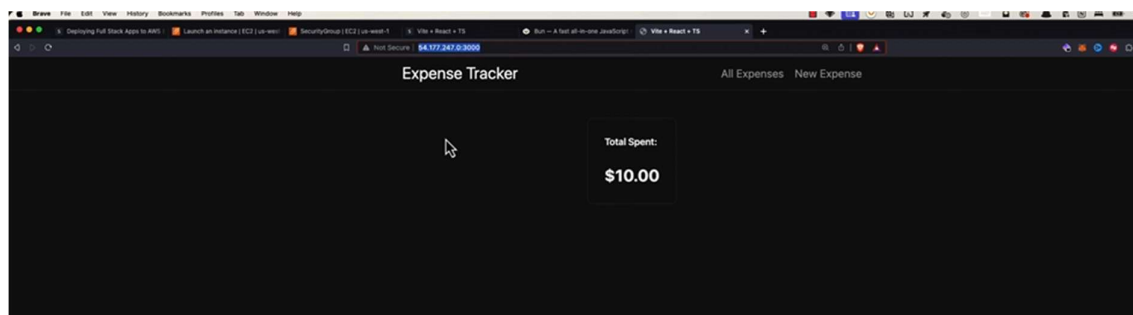 Brave File Edit View History Bookmarks Profiles Tab Window Help
Deploying Full Stack Apps to AWS Launch an instance | EC2 | us-west SecurityGroup | EC2 | us-west-1 Vite + React + TS Bun — A fast all-in-one JavaScript Vite + React + TS
Not Secure 54.177.247.0:3000
Expense Tracker All Expenses New Expense
Total Spent:
$10.00